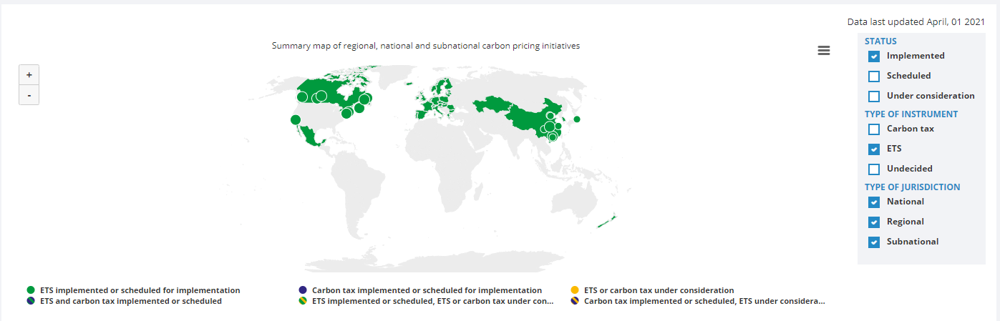 Data last updated April, 01 2021
Summary map of regional, national and subnational carbon pricing initiatives
+
-
STATUS
Implemented
Scheduled
Under consideration
TYPE OF INSTRUMENT
Carbon tax
ETS
Undecided
TYPE OF JURISDICTION
National
Regional
Subnational
ETS implemented or scheduled for implementation
Carbon tax implemented or scheduled for implementation
ETS or carbon tax under consideration
ETS and carbon tax implemented or scheduled
ETS implemented or scheduled, ETS or carbon tax under con...
Carbon tax implemented or scheduled, ETS under considera...